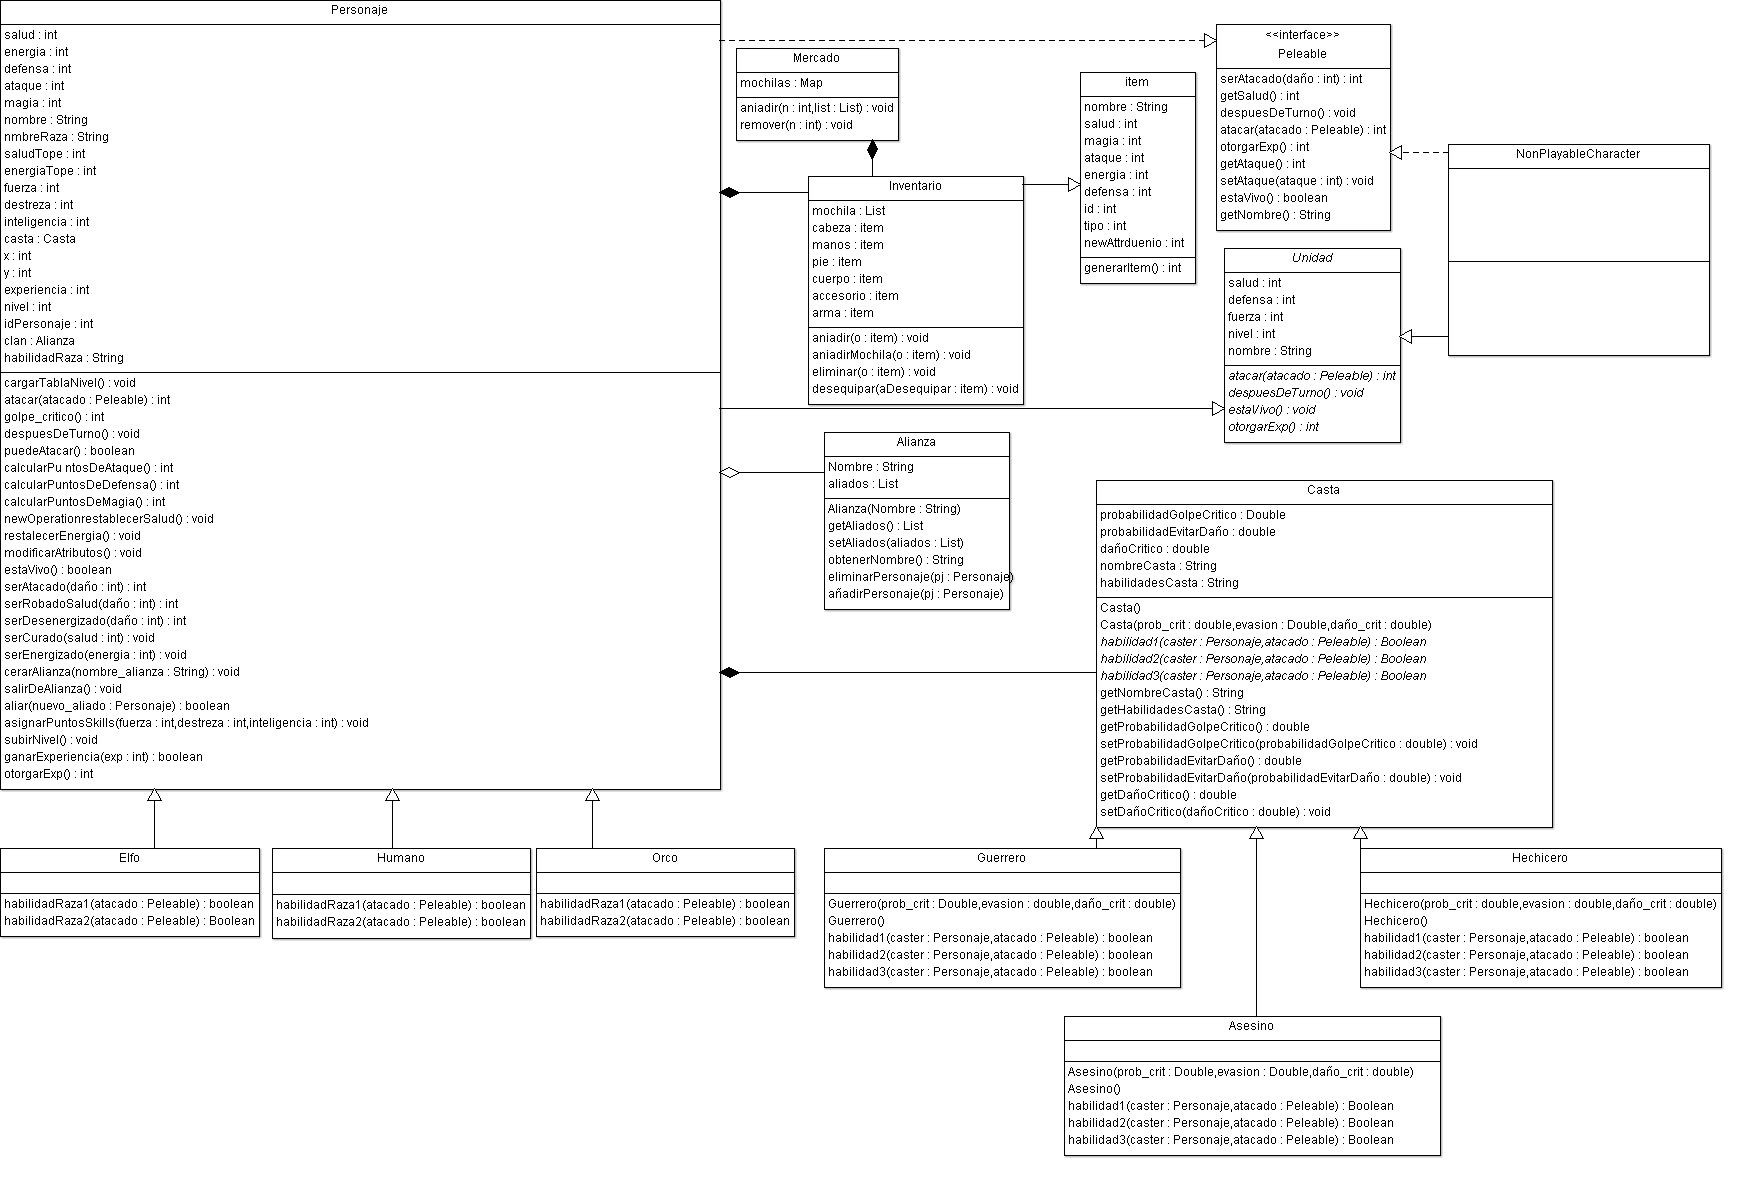 Personaje
salud : int
energia : int
defensa : int
ataque : int
magia : int
nombre : String
nmbreRaza : String
saludTope : int
energiaTope : int
fuerza : int
destreza : int
inteligencia : int
casta : Casta
x : int
y : int
experiencia : int
nivel : int
idPersonaje : int
clan : Alianza
habilidadRaza : String
cargarTablaNivel() : void
atacar(atacado : Peleable) : int
golpe_critico() : int
despuesDeTurno() : void
puedeAtacar() : boolean
calcularPu ntosDeAtaque() : int
calcularPuntosDeDefensa() : int
calcularPuntosDeMagia() : int
newOperationrestablecerSalud() : void
restalecerEnergia() : void
modificarAtributos() : void
estaVivo() : boolean
serAtacado(daño : int) : int
serRobadoSalud(daño : int) : int
serDesenergizado(daño : int) : int
serCurado(salud : int) : void
serEnergizado(energia : int) : void
cerarAlianza(nombre_alianza : String) : void
salirDeAlianza() : void
aliar(nuevo_aliado : Personaje) : boolean
asignarPuntosSkills(fuerza : int,destreza : int,inteligencia : int) : void
subirNivel() : void
ganarExperiencia(exp : int) : boolean
otorgarExp() : int
Mercado
mochilas : Map
aniadir(n : int,list : List) : void
remover(n : int) : void
Inventario
mochila : List
cabeza : item
manos : item
pie : item
cuerpo : item
accesorio : item
arma : item
aniadir(o : item) : void
aniadirMochila(o : item) : void
eliminar(o : item) : void
desequipar(aDesequipar : item) : void
item
nombre : String
salud : int
magia : int
ataque : int
energia : int
defensa : int
id : int
tipo : int
newAttrduenio : int
generarItem() : int
<<interface>>
Peleable
serAtacado(daño : int) : int
getSalud() : int
despuesDeTurno() : void
atacar(atacado : Peleable) : int
otorgarExp() : int
getAtaque() : int
setAtaque(ataque : int) : void
estaVivo() : boolean
getNombre() : String
NonPlayableCharacter
Unidad
salud : int
defensa : int
fuerza : int
nivel : int
nombre : String
atacar(atacado : Peleable) : int
despuesDeTurno() : void
estaVivo() : void
otorgarExp() : int
Alianza
Nombre : String
aliados : List
Alianza(Nombre : String)
getAliados() : List
setAliados(aliados : List)
obtenerNombre() : String
eliminarPersonaje(pj : Personaje)
añadirPersonaje(pj : Personaje)
Casta
probabilidadGolpeCritico : Double
probabilidadEvitarDaño : double
dañoCritico : double
nombreCasta : String
habilidadesCasta : String
Casta()
Casta(prob_crit : double,evasion : Double,daño_crit : double)
habilidad1(caster : Personaje,atacado : Peleable) : Boolean
habilidad2(caster : Personaje,atacado : Peleable) : Boolean
habilidad3(caster : Personaje,atacado : Peleable) : Boolean
getNombreCasta() : String
getHabilidadesCasta() : String
getProbabilidadGolpeCritico() : double
setProbabilidadGolpeCritico(probabilidadGolpeCritico : double) : void
getProbabilidadEvitarDaño() : double
setProbabilidadEvitarDaño(probabilidadEvitarDaño : double) : void
getDañoCritico() : double
setDañoCritico(dañoCritico : double) : void
Elfo
habilidadRaza1(atacado : Peleable) : boolean
habilidadRaza2(atacado : Peleable) : Boolean
Humano
habilidadRaza1(atacado : Peleable) : boolean
habilidadRaza2(atacado : Peleable) : boolean
Orco
habilidadRaza1(atacado : Peleable) : boolean
habilidadRaza2(atacado : Peleable) : boolean
Guerrero
Guerrero(prob_crit : Double,evasion : double,daño_crit : double)
Guerrero()
habilidad1(caster : Personaje,atacado : Peleable) : boolean
habilidad2(caster : Personaje,atacado : Peleable) : boolean
habilidad3(caster : Personaje,atacado : Peleable) : boolean
Hechicero
Hechicero(prob_crit : double,evasion : double,daño_crit : double)
Hechicero()
habilidad1(caster : Personaje,atacado : Peleable) : boolean
habilidad2(caster : Personaje,atacado : Peleable) : boolean
habilidad3(caster : Personaje,atacado : Peleable) : boolean
Asesino
Asesino(prob_crit : Double,evasion : Double,daño_crit : double)
Asesino()
habilidad1(caster : Personaje,atacado : Peleable) : Boolean
habilidad2(caster : Personaje,atacado : Peleable) : Boolean
habilidad3(caster : Personaje,atacado : Peleable) : Boolean